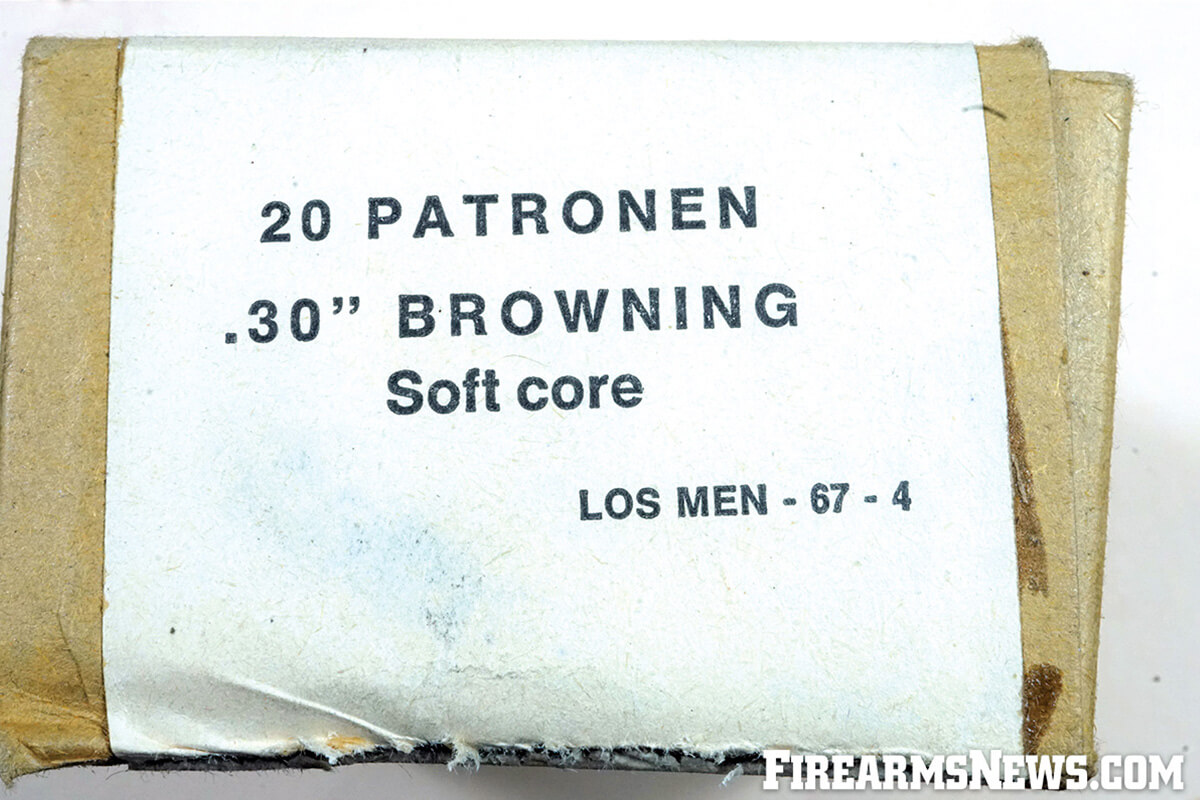 20 PATRONEN
.30” BROWNING
Soft core
LOS MEN - 67 - 4
FIREARMSNEWS.COM